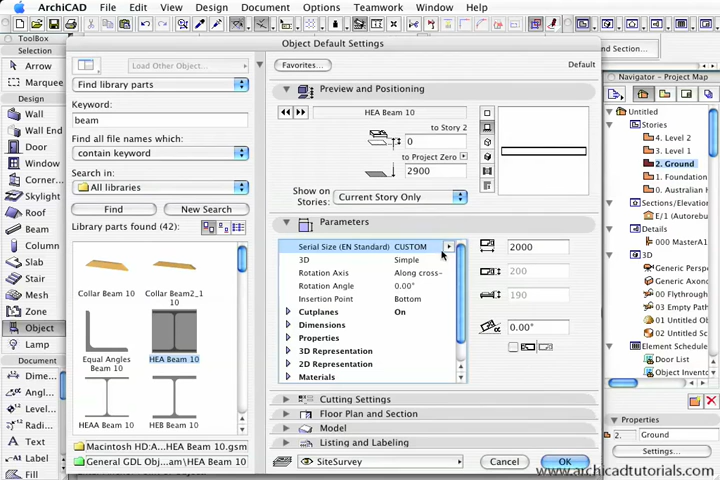 ArchiCAD File Edit View Design Document Options Teamwork Window Help
ToolBox
Selection
Arrow
Marquee
Design
Wall
Wall End
Door
Window
Corner...
Skylight
Roof
Beam
Column
Slab
Stair
Mesh
Zone
Object
Lamp
Document
Dime...
Angl...
Level...
Radi...
Text
Label
Fill
Object Default Settings
Load Other Object...
Find library parts
Keyword:
beam
Find all file names which:
contain keyword
Search in:
All libraries
Find
New Search
Library parts found (42):
Collar Beam 10
Collar Beam2_1 10
Equal Angles Beam 10
HEA Beam 10
HEAA Beam 10
HEB Beam 10
Macintosh HD:A...HEA Beam 10.gsm
General GDL Obj...am/HEA Beam 10
Favorites...
Default
Preview and Positioning
HEA Beam 10
to Story 2
0
to Project Zero
2900
Show on Stories:
Current Story Only
Parameters
Serial Size (EN Standard) CUSTOM
3D Simple
Rotation Axis Along cross-
Rotation Angle 0.00°
Insertion Point Bottom
Cutplanes On
Dimensions
Properties
3D Representation
2D Representation
Materials
2000
200
190
0.00°
Cutting Settings
Floor Plan and Section
Model
Listing and Labeling
SiteSurvey
Cancel
OK
and Section...
Navigator - Project Map
Untitled
Stories
4. Level 2
3. Level 1
2. Ground
1. Foundation
0. Australian H
Sections/Elevation
E/1 (Autorebu
Details
000 MasterA1
3D
Generic Perspe
Generic Axono
00 Flythroug
03 Empty Path
01 Untitled Ob
02 Untitled Su
Element Schedule
Door List
Object Inventor
Properties
2. Ground
Settings...
www.archicadtutorials.com